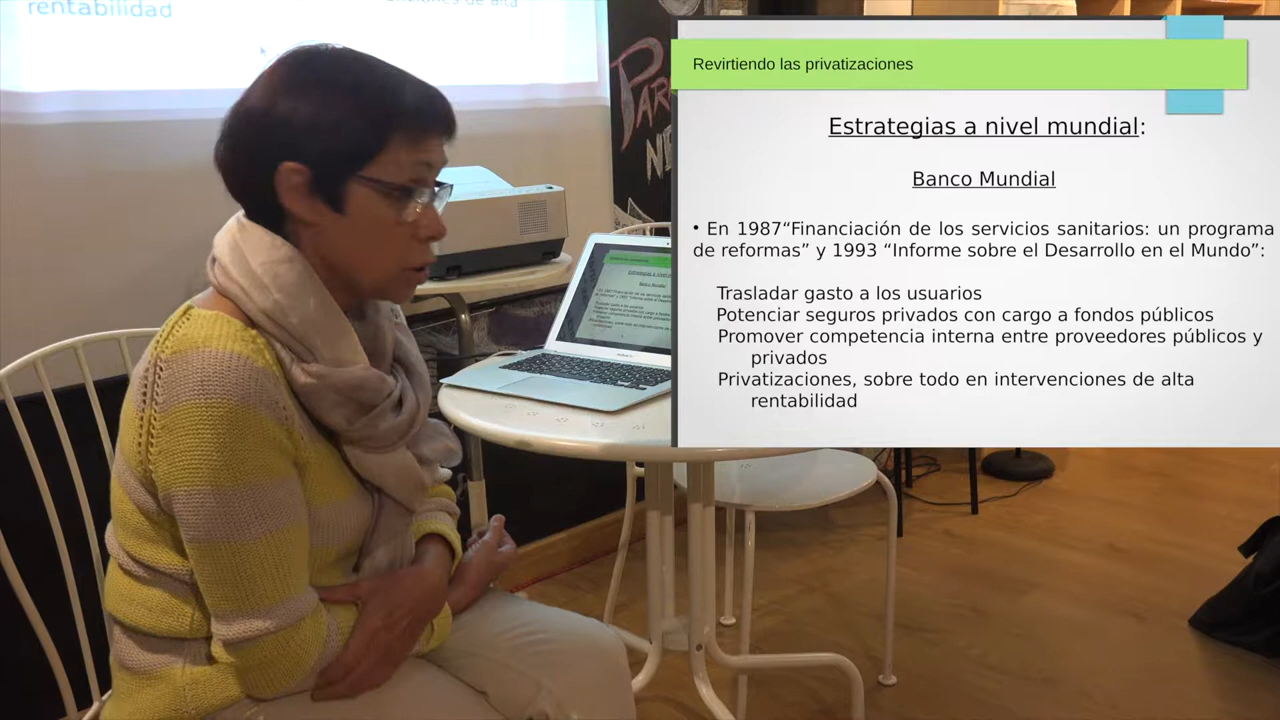 rentabilidad
Revirtiendo las privatizaciones
Estrategias a nivel mundial:
Banco Mundial
• En 1987“Financiación de los servicios sanitarios: un programa
de reformas” y 1993 “Informe sobre el Desarrollo en el Mundo”:
Trasladar gasto a los usuarios
Potenciar seguros privados con cargo a fondos públicos
Promover competencia interna entre proveedores públicos y
privados
Privatizaciones, sobre todo en intervenciones de alta
rentabilidad